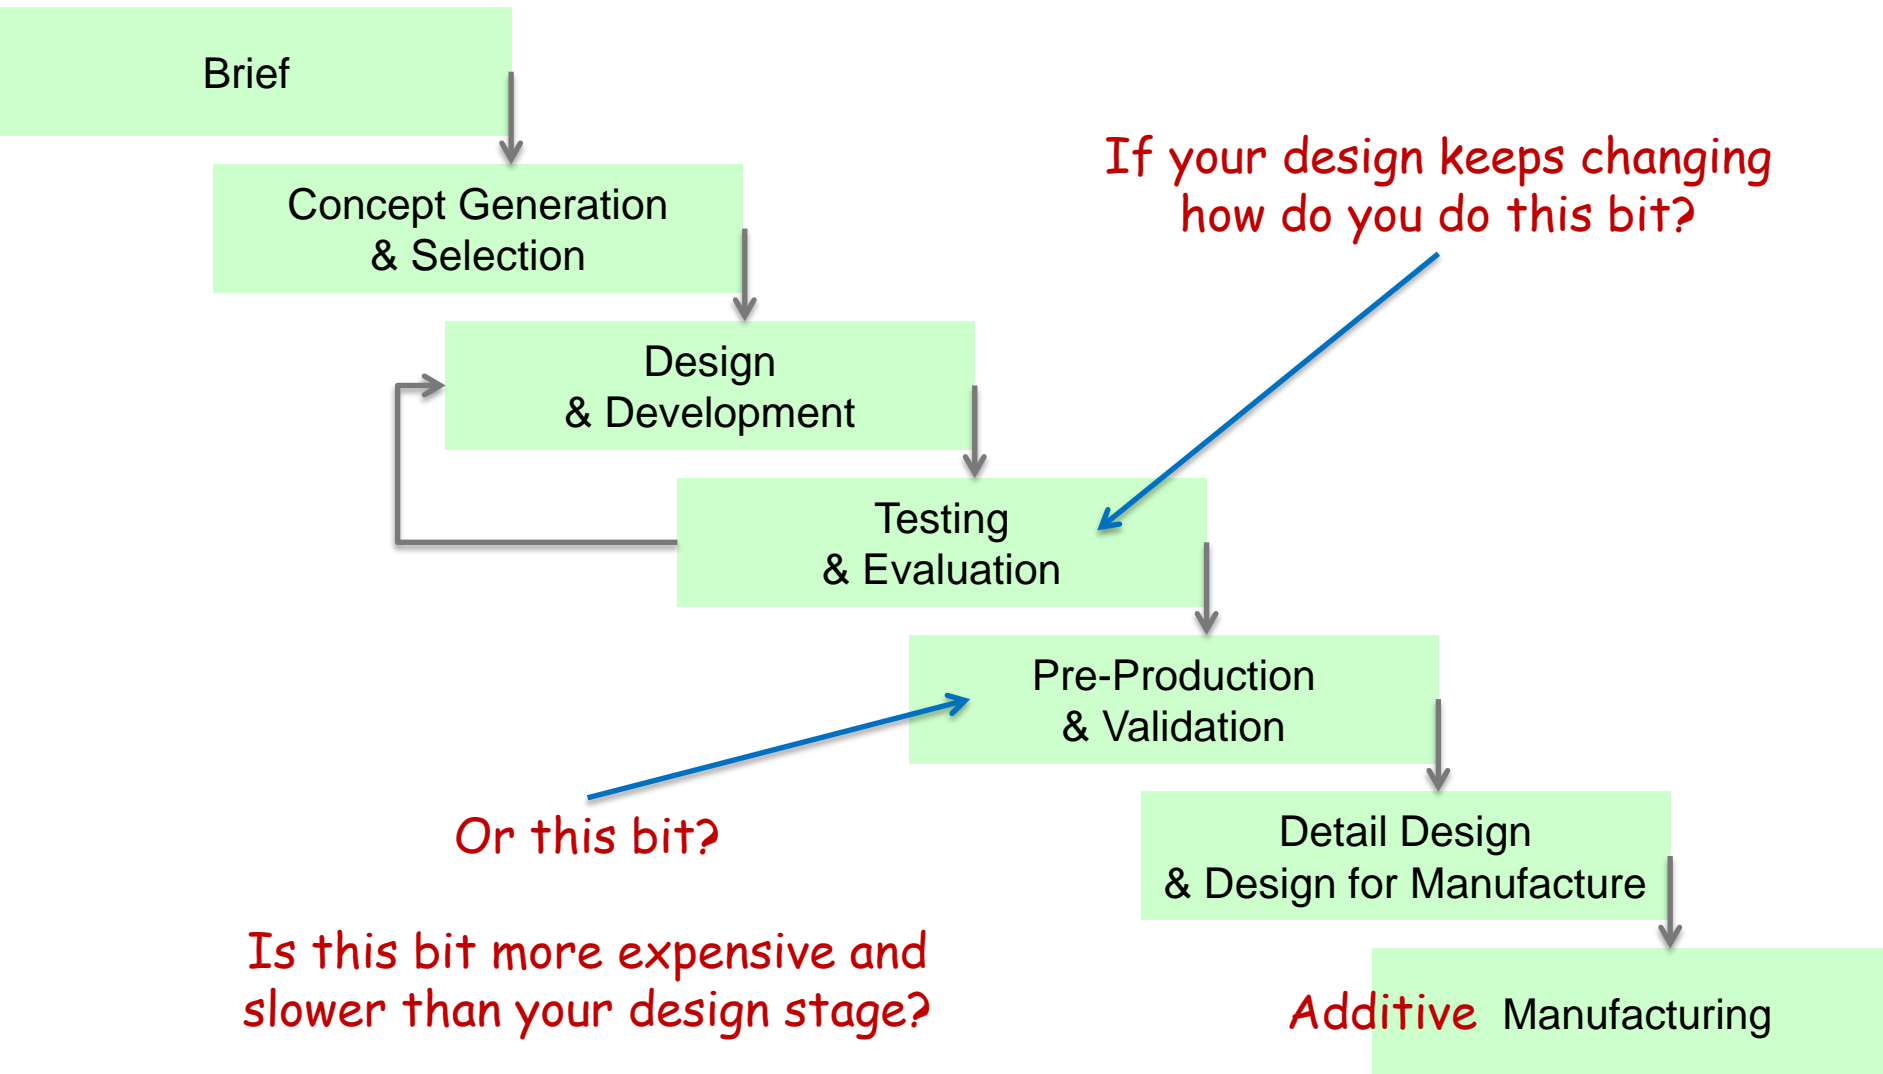 Brief
Concept Generation
& Selection
If your design keeps changing
how do you do this bit?
Design
& Development
Testing
& Evaluation
Pre-Production
& Validation
Or this bit?
Detail Design
& Design for Manufacture
Is this bit more expensive and
slower than your design stage?
Additive Manufacturing